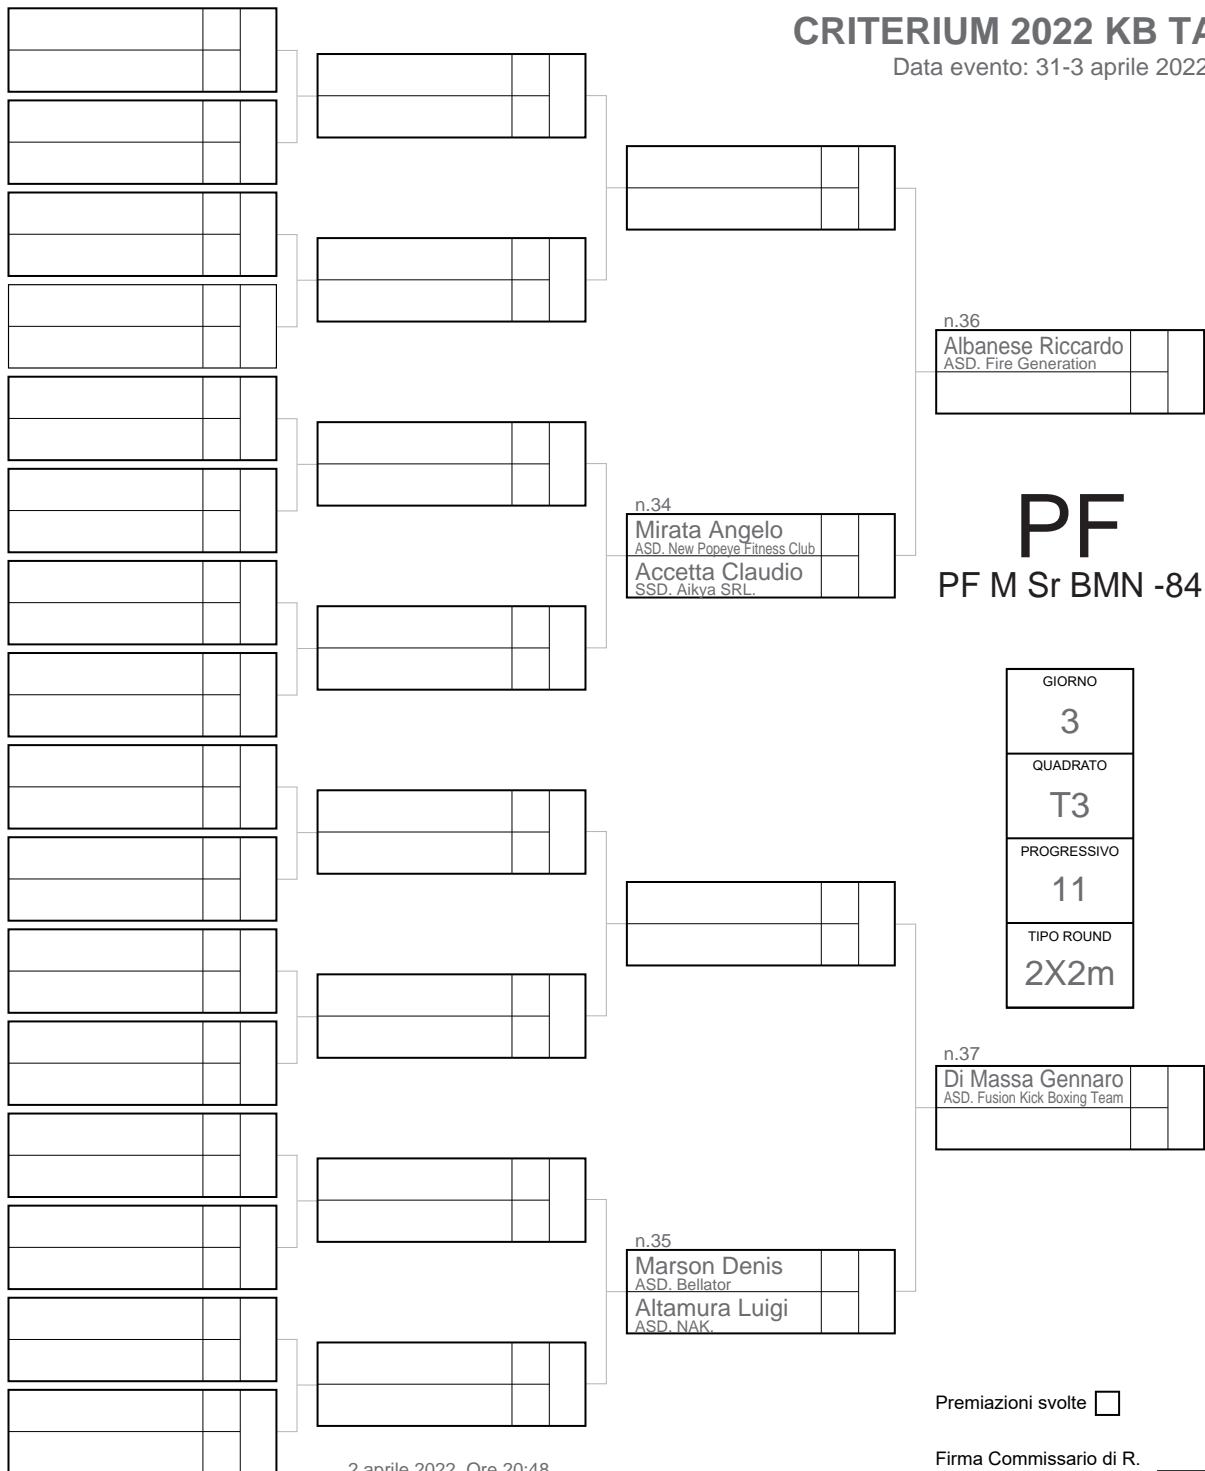 CRITERIUM 2022 KB TA
Data evento: 31-3 aprile 2022
n.36
Albanese Riccardo
ASD. Fire Generation
n.34
Mirata Angelo
ASD. New Popeye Fitness Club
Accetta Claudio
SSD. Aikya SRL.
PF
PF M Sr BMN -84
GIORNO
3
QUADRATO
T3
PROGRESSIVO
11
TIPO ROUND
2X2m
n.37
Di Massa Gennaro
ASD. Fusion Kick Boxing Team
n.35
Marson Denis
ASD. Bellator
Altamura Luigi
ASD. NAK.
Premiazioni svolte
Firma Commissario di R.
2 aprile 2022 Ore 20:48